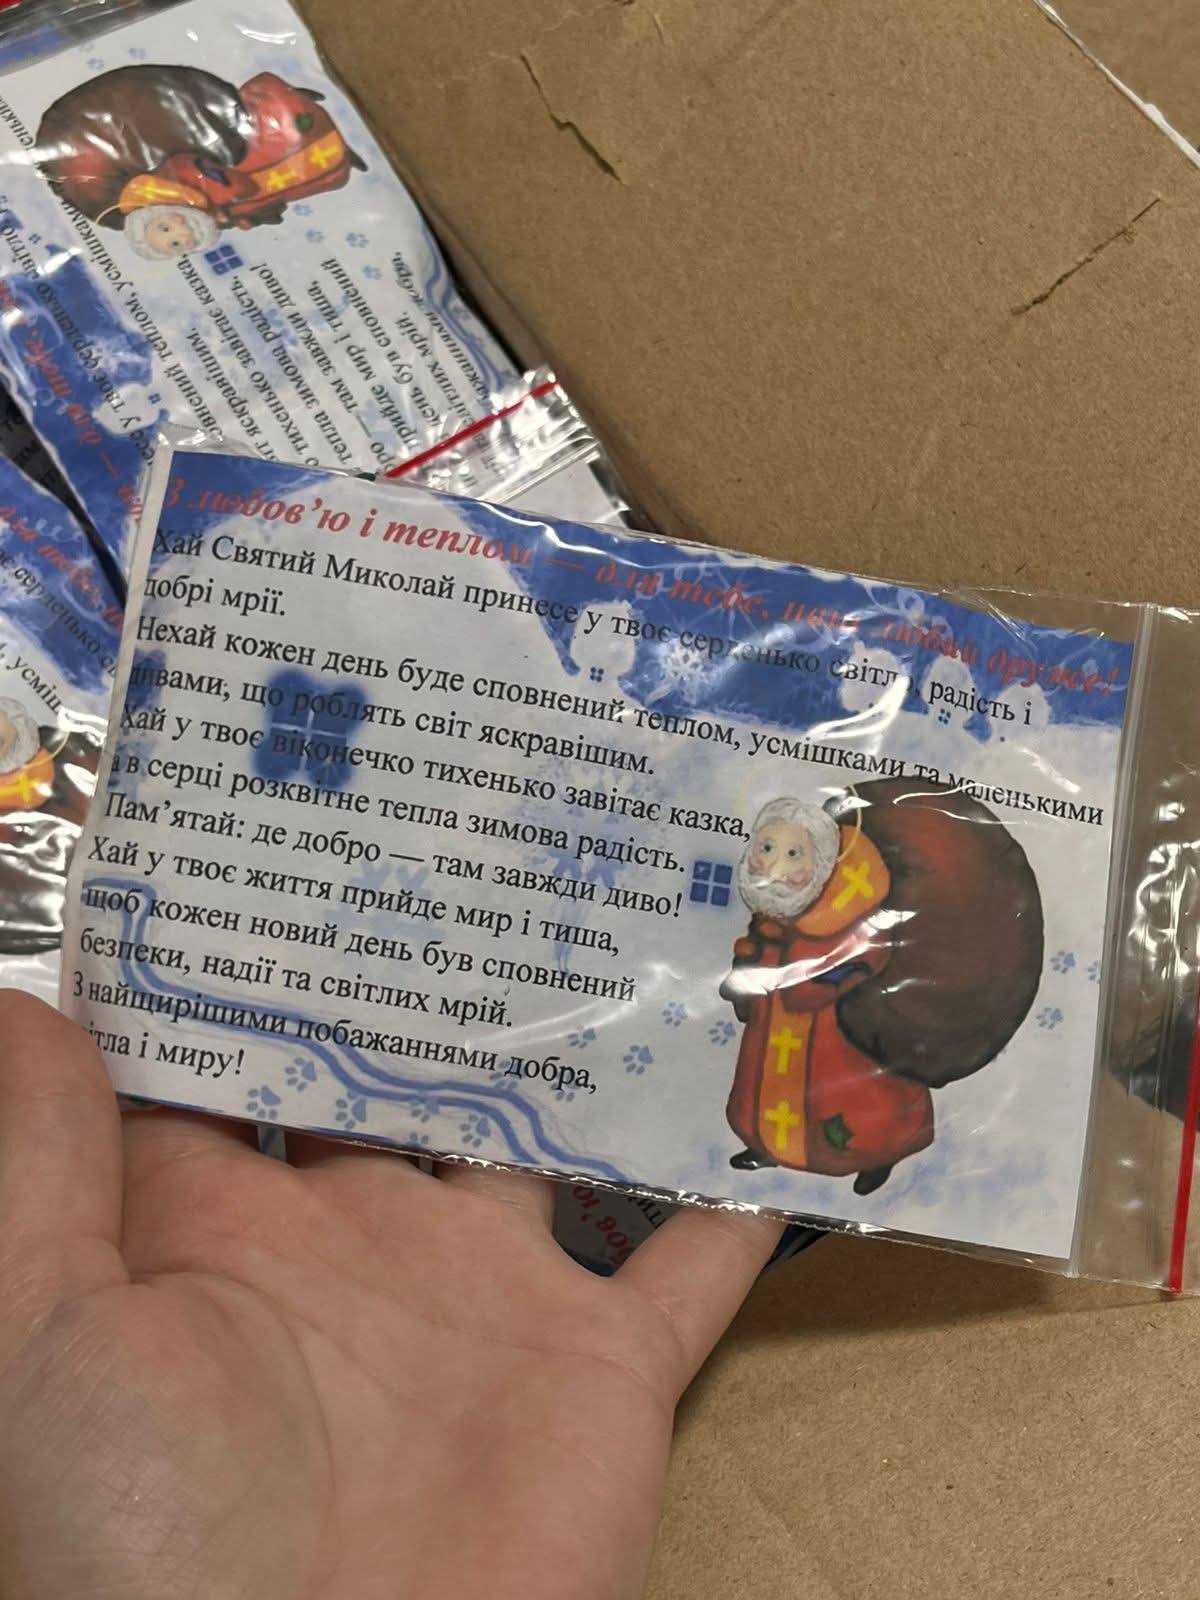 З любов'ю і теплом — для тебе, наш любий друже!
Хай Святий Миколай принесе у твоє серденько світло, радість і
добрі мрії.
Нехай кожен день буде сповнений теплом, усмішками та маленькими
дивами, що роблять світ яскравішим.
Хай у твоє віконечко тихенько завітає казка,
а в серці розквітне тепла зимова радість.
Пам'ятай: де добро — там завжди диво!
Хай у твоє життя прийде мир і тиша,
щоб кожен новий день був сповнений
безпеки, надії та світлих мрій.
З найщирішими побажаннями добра,
світла і миру!